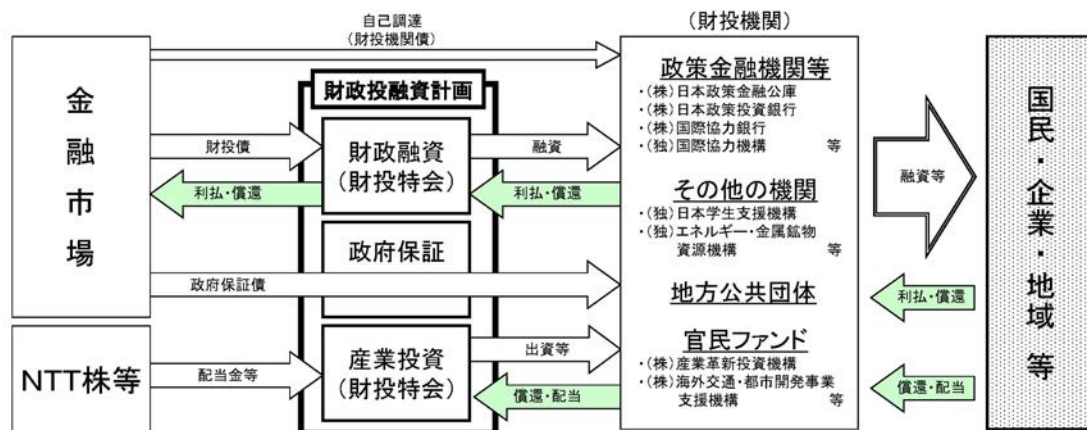 自己調達
(財投機関債)
(財投機関)
金融市場
財政投融資計画
財投債
財政融資
(財投特会)
融資
利払・償還
利払・償還
政府保証
政府保証債
NTT株等
配当金等
産業投資
(財投特会)
出資等
償還・配当
政策金融機関等
・(株)日本政策金融公庫
・(株)日本政策投資銀行
・(株)国際協力銀行
・(独)国際協力機構 等
その他の機関
・(独)日本学生支援機構
・(独)エネルギー・金属鉱物
資源機構 等
地方公共団体
官民ファンド
・(株)産業革新投資機構
・(株)海外交通・都市開発事業
支援機構 等
融資等
利払・償還
償還・配当
国民・企業・地域 等